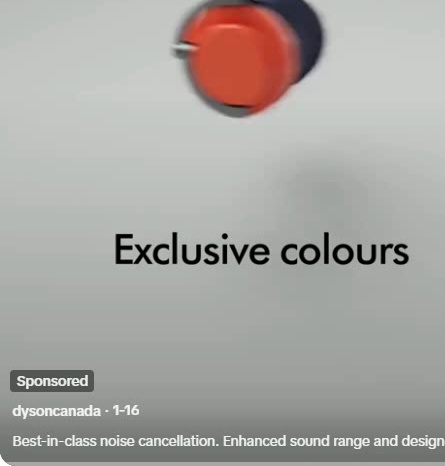 Exclusive colours
Sponsored
dysoncanada · 1-16
Best-in-class noise cancellation. Enhanced sound range and design